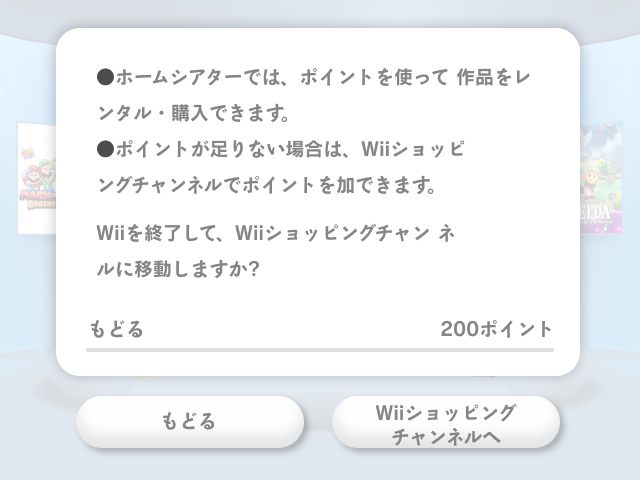 ●ホームシアターでは、ポイントを使って 作品をレ
ンタル・購入できます。
●ポイントが足りない場合は、Wiiショッピ
ングチャンネルでポイントを加できます。
Wiiを終了して、Wiiショッピングチャン ネ
ルに移動しますか?
もどる
200ポイント
もどる
Wiiショッピング
チャンネルへ